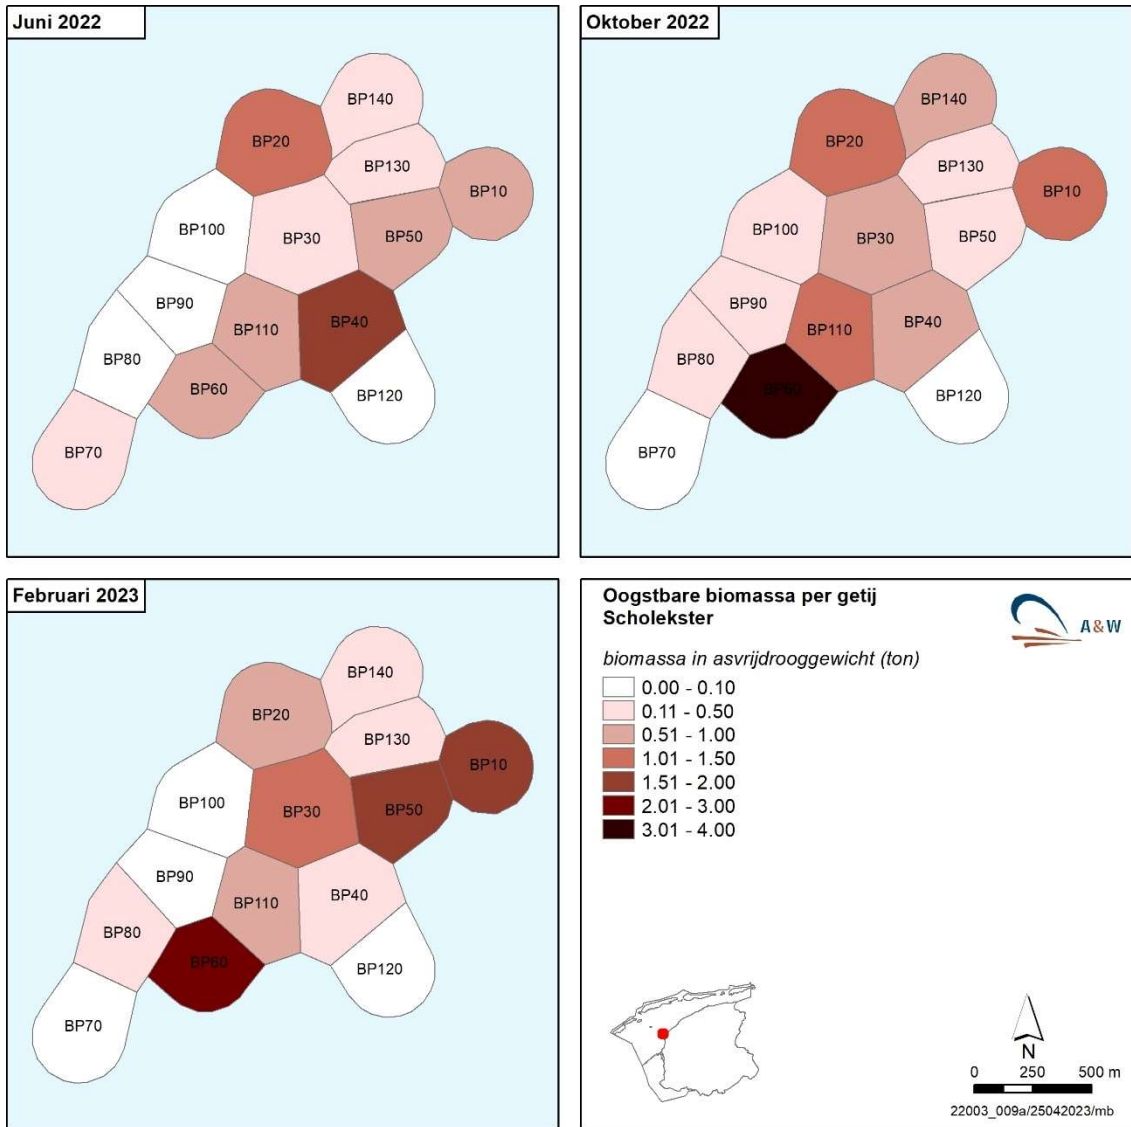 Juni 2022
BP140
BP20
BP130
BP10
BP100
BP30
BP50
BP90
BP110
BP40
BP80
BP60
BP120
BP70
Oktober 2022
BP140
BP20
BP130
BP10
BP100
BP30
BP50
BP90
BP110
BP40
BP80
BP60
BP120
BP70
Februari 2023
BP140
BP20
BP130
BP10
BP100
BP30
BP50
BP90
BP110
BP40
BP80
BP60
BP120
BP70
Oogstbare biomassa per getij
Scholekster
A&W
biomassa in asvrijdrooggewicht (ton)
0.00 - 0.10
0.11 - 0.50
0.51 - 1.00
1.01 - 1.50
1.51 - 2.00
2.01 - 3.00
3.01 - 4.00
N
0 250 500 m
22003_009a/25042023/mb